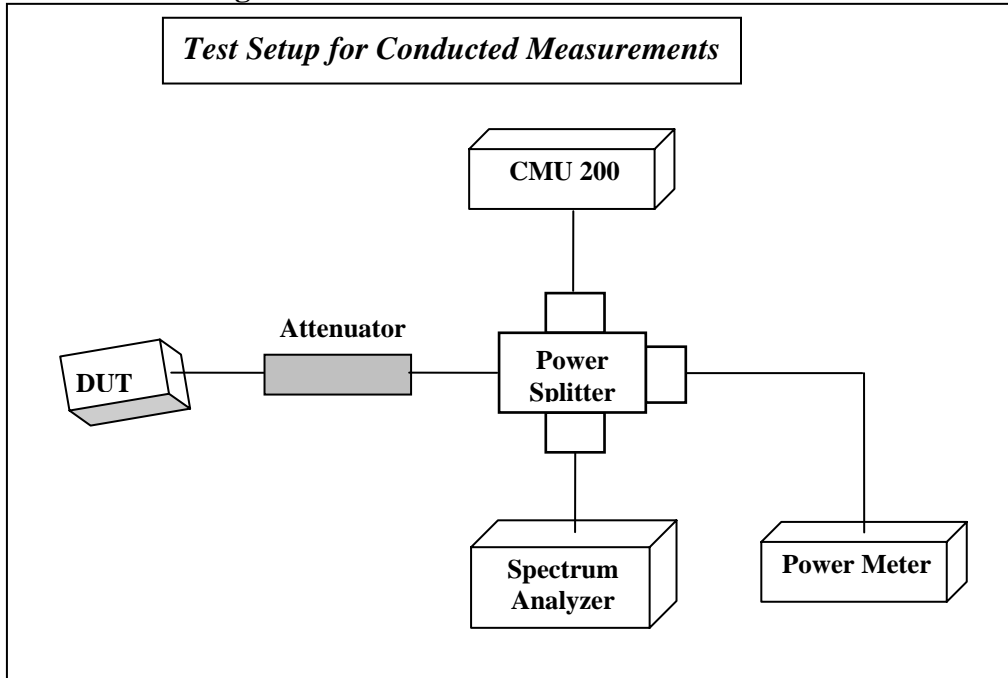 Test Setup for Conducted Measurements
CMU 200
Attenuator
DUT
Power
Splitter
Spectrum
Analyzer
Power Meter